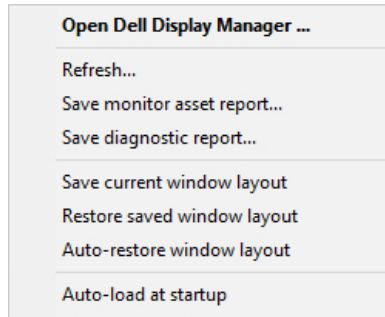 Open Dell Display Manager ...
Refresh...
Save monitor asset report...
Save diagnostic report...
Save current window layout
Restore saved window layout
Auto-restore window layout
Auto-load at startup